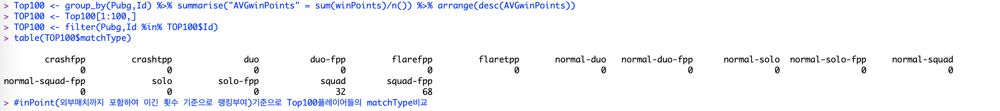 > Top100 <- group_by(Pubg,Id) %>% summarise("AVGwinPoints" = sum(winPoints)/n()) %>% arrange(desc(AVGwinPoints))
> TOP100 <- Top100[1:100,]
> TOP100 <- filter(Pubg,Id %in% TOP100$Id)
> table(TOP100$matchType)
crashfpp crashtpp duo duo-fpp flarefpp flaretpp normal-duo normal-duo-fpp normal-solo normal-solo-fpp normal-squad
0 0 0 0 0 0 0 0 0 0 0
normal-squad-fpp solo solo-fpp squad squad-fpp
0 0 0 32 68
> #inPoint(외부매치까지 포함하여 이긴 횟수 기준으로 랭킹부여)기준으로 Top100플레이어들의 matchType비교